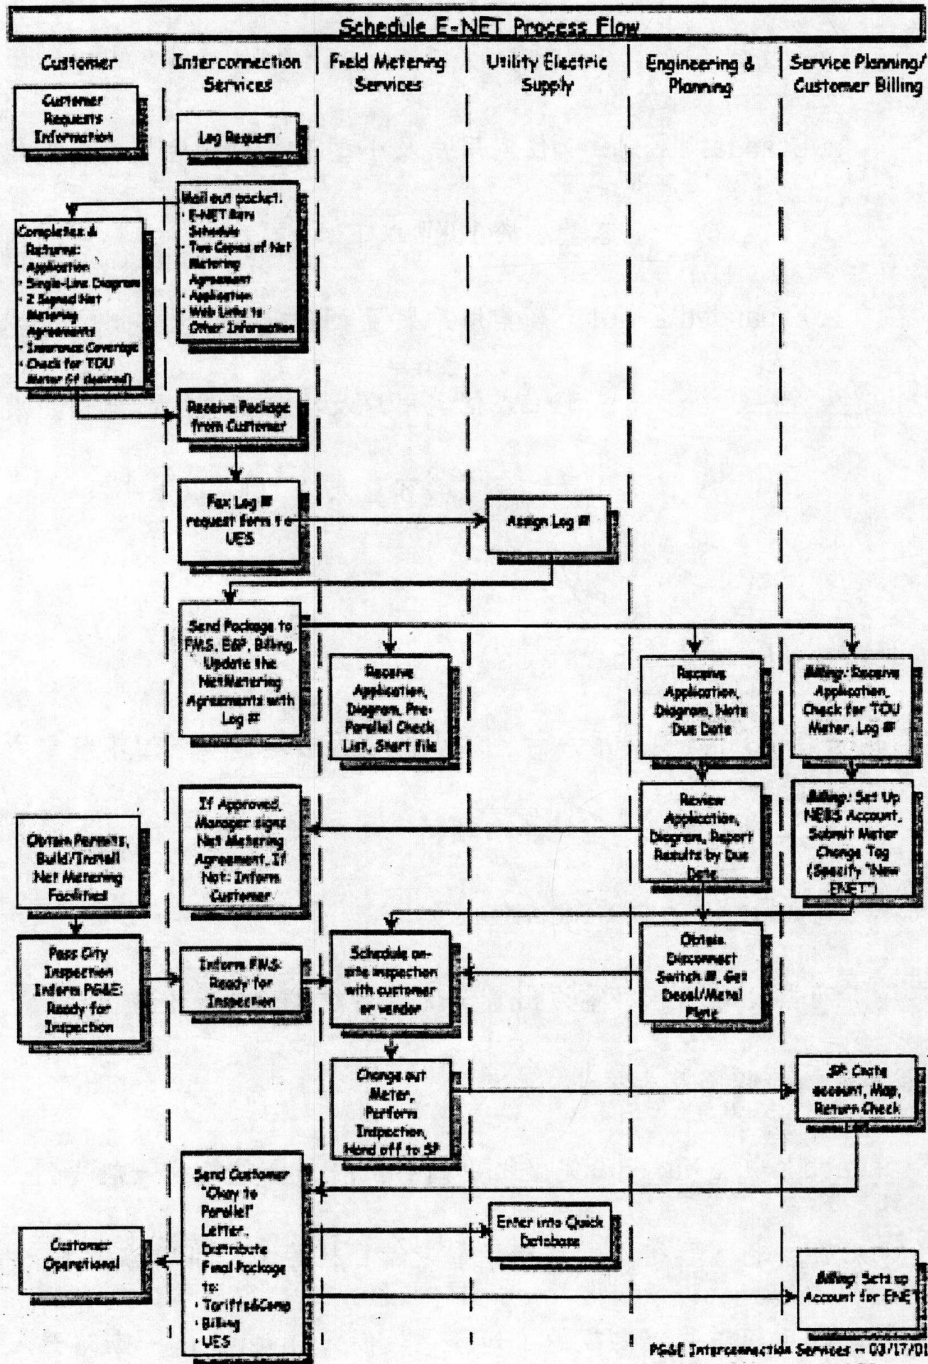 Schedule E-NET Process Flow
Customer
Interconnection
Services
Field Metering
Services
Utility Electric
Supply
Engineering &
Planning
Service Planning/
Customer Billing
Customer
Requests
Information
Log Request
Mail out packet:
· E-NET Rate
Schedule
· Two Copies of Net
Metering
Agreement
· Application
· Web Links to
Other Information
Completes &
Returns:
· Application
· Single-Line Diagram
· 2 Signed Net
Metering
Agreements
· Insurance Coverage
· Check for TOU
Meter (if desired)
Receive Package
from Customer
Fax Log #
request form to
UES
Assign Log #
Send Package to
FMS, E&P, Billing,
Update the
NetMetering
Agreements with
Log #
Receive
Application,
Diagram, Pre-
Parallel Check
List, Start file
Receive
Application,
Diagram, Note
Due Date
Billing: Receive
Application,
Check for TOU
Meter, Log #
If Approved,
Manager signs
Net Metering
Agreement, If
Not: Inform
Customer
Review
Application,
Diagram, Report
Results by Due
Date
Billing: Set Up
NEBS Account,
Submit Meter
Change Tag
(Specify "New
ENET")
Obtain Permits,
Build/Install
Net Metering
Facilities
Pass City
Inspection
Inform PG&E:
Ready for
Inspection
Inform FMS:
Ready for
Inspection
Schedule on-
site inspection
with customer
or vendor
Obtain
Disconnect
Switch #, Get
Decal/Metal
Plate
Change out
Meter,
Perform
Inspection,
Hand off to SP
SP: Crate
account, Map,
Return Check
List
Send Customer
"Okay to
Parallel"
Letter,
Distribute
Final Package
to:
· Tariffs&Comp
· Billing
· UES
Enter into Quick
Database
Customer
Operational
Billing: Sets up
Account for ENET
PG&E Interconnection Services -- 03/17/01